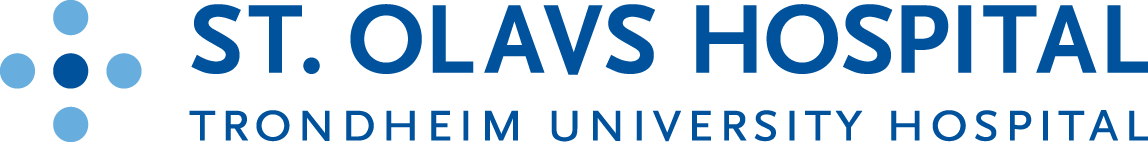 ST. OLAVS HOSPITAL
TRONDHEIM UNIVERSITY HOSPITAL